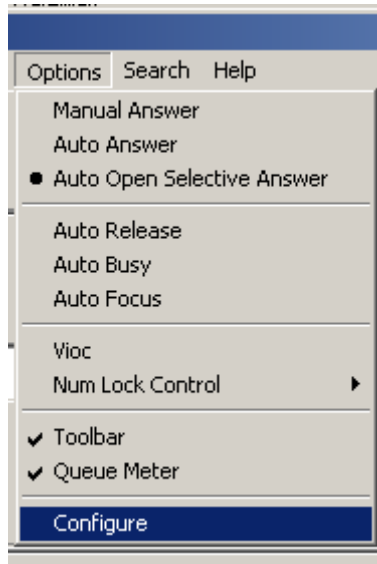 Options Search Help
Manual Answer
Auto Answer
Auto Open Selective Answer
Auto Release
Auto Busy
Auto Focus
Vioc
Num Lock Control
Toolbar
Queue Meter
Configure